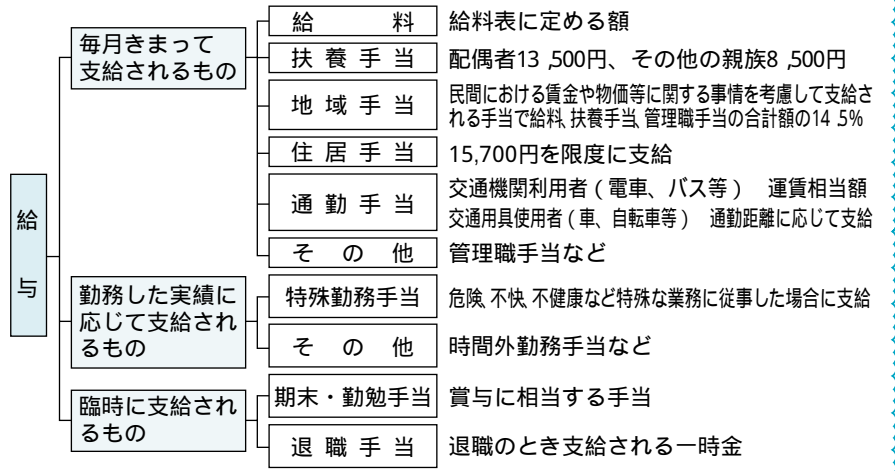 給与
毎月きまって
支給されるもの
給料 給料表に定める額
扶養手当 配偶者13,500円、その他の親族8,500円
地域手当 民間における賃金や物価等に関する事情を考慮して支給さ
れる手当で給料、扶養手当、管理職手当の合計額の14.5%
住居手当 15,700円を限度に支給
通勤手当 交通機関利用者(電車、バス等) 運賃相当額
交通用具使用者(車、自転車等) 通勤距離に応じて支給
その他 管理職手当など
勤務した実績に
応じて支給され
るもの
特殊勤務手当 危険、不快、不健康など特殊な業務に従事した場合に支給
その他 時間外勤務手当など
臨時に支給され
るもの
期末・勤勉手当 賞与に相当する手当
退職手当 退職のとき支給される一時金